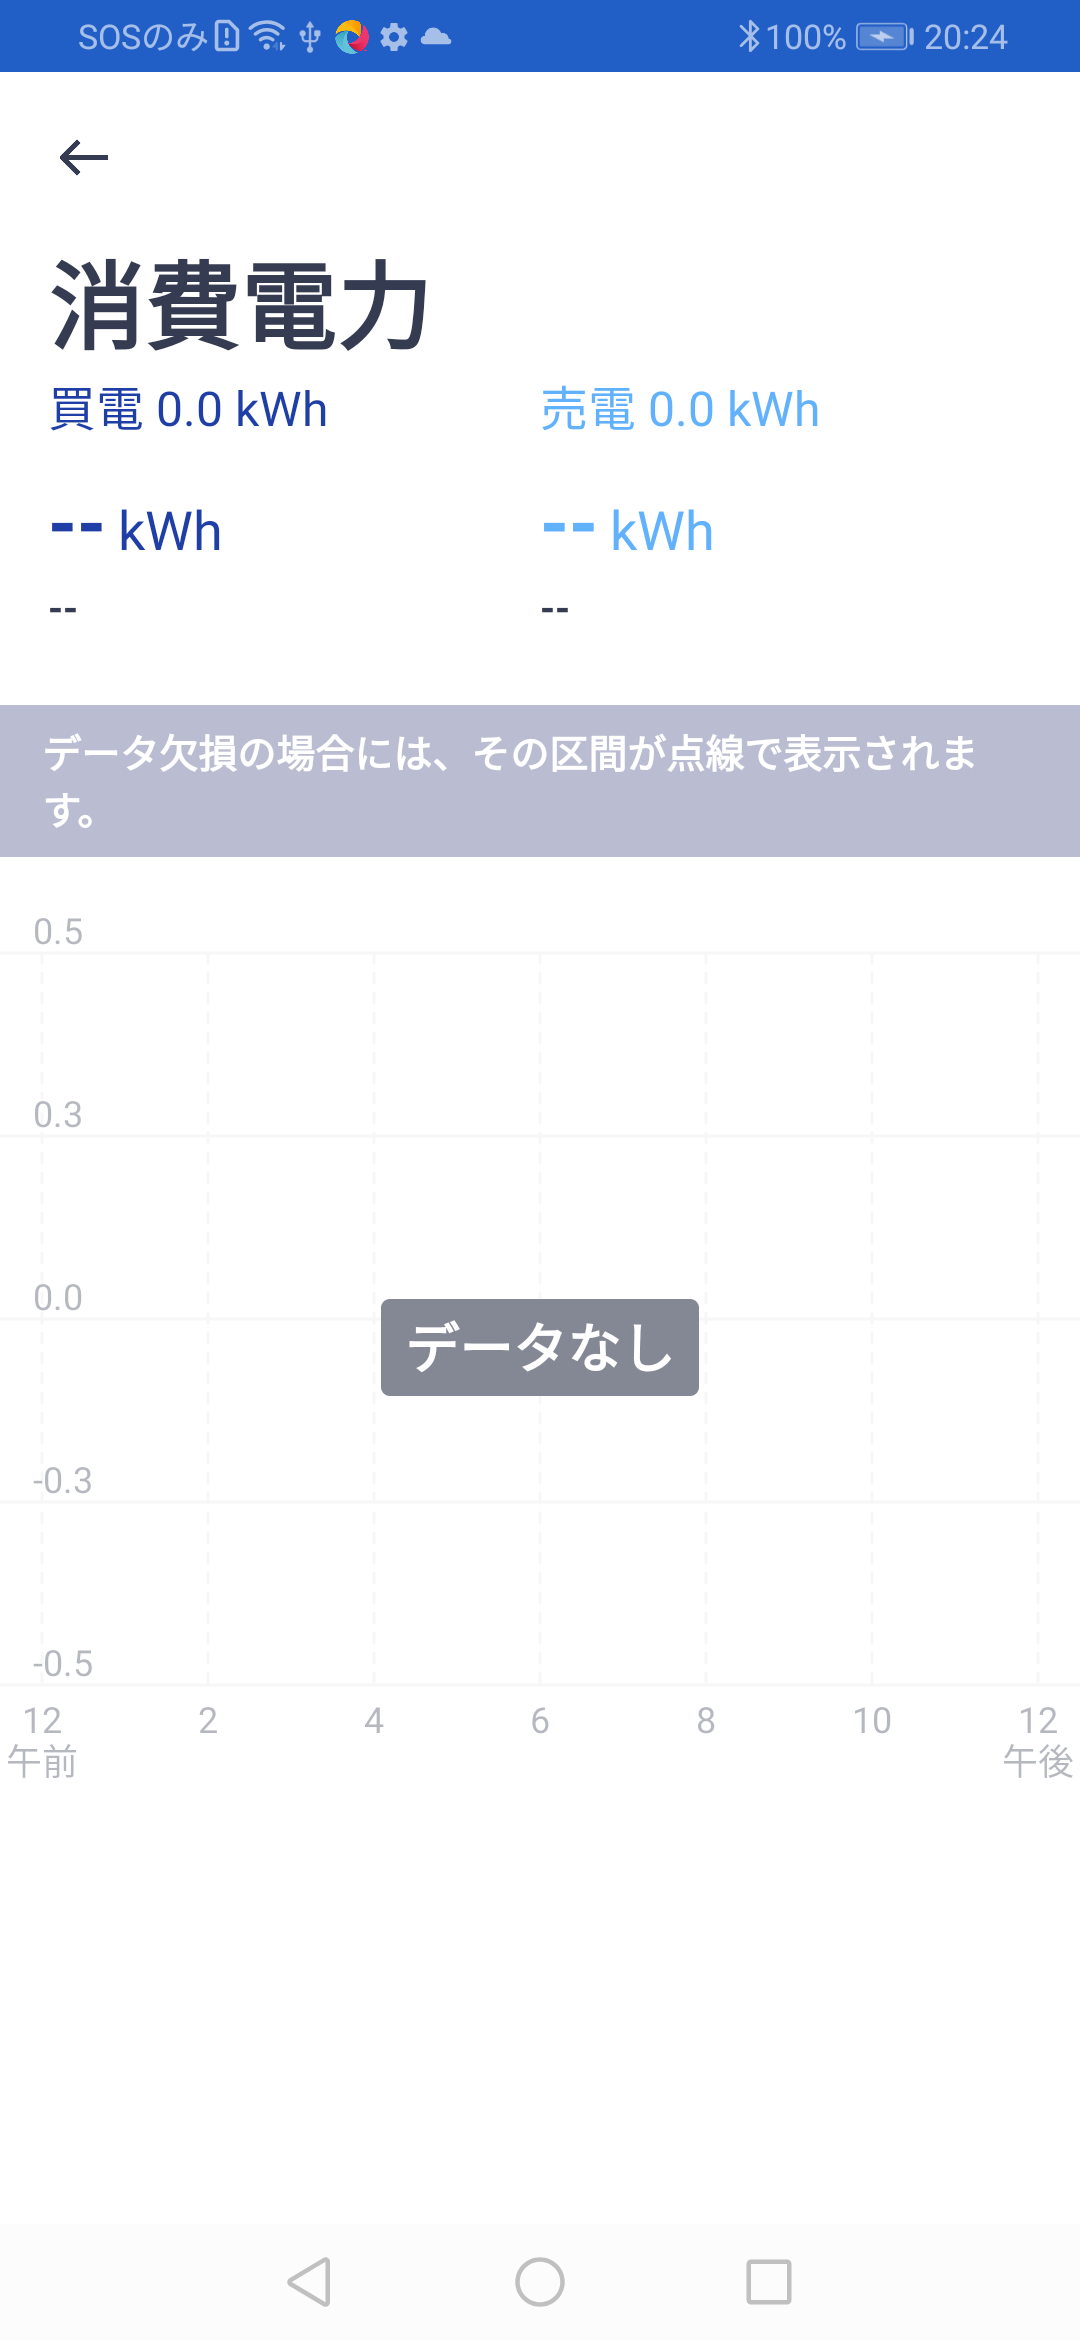 SOSのみ 100% 20:24
消費電力
買電 0.0 kWh 売電 0.0 kWh
-- kWh -- kWh
-- --
データ欠損の場合には、その区間が点線で表示されま
す。
0.5
0.3
0.0
データなし
-0.3
-0.5
12 2 4 6 8 10 12
午前 午後